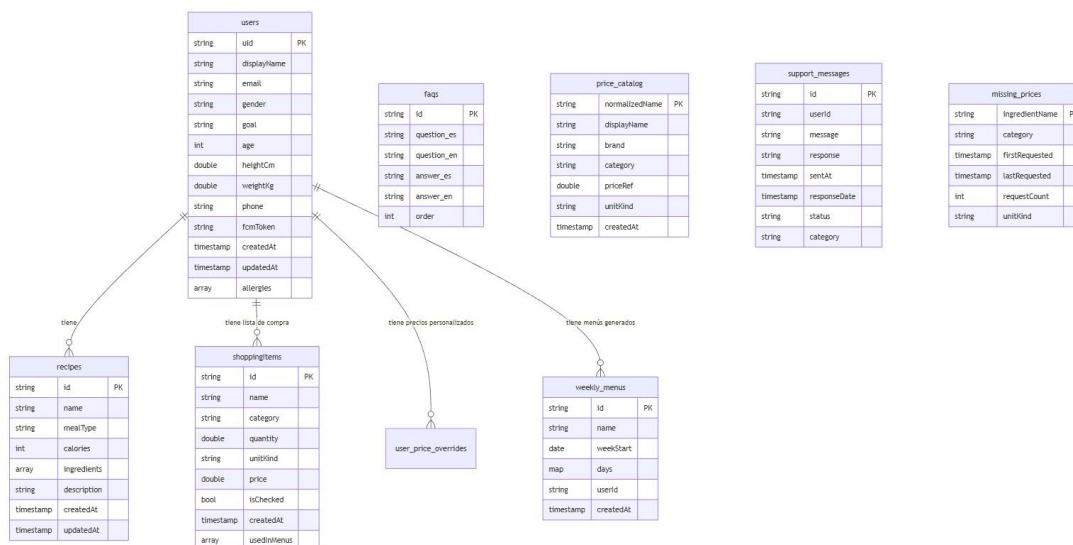 users
string uid PK
string displayName
string email
string gender
string goal
int age
double heightCm
double weightKg
string phone
string fcmToken
timestamp createdAt
timestamp updatedAt
array allergies
faqs
string id PK
string question_es
string question_en
string answer_es
string answer_en
int order
price_catalog
string normalizedName PK
string displayName
string brand
string category
double priceRef
string unitKind
timestamp createdAt
support_messages
string id PK
string userId
string message
string response
timestamp sentAt
timestamp responseDate
string status
string category
missing_prices
string ingredientName
string category
timestamp firstRequested
timestamp lastRequested
int requestCount
string unitKind
tiene
tiene lista de compra
tiene precios personalizados
tiene menús generados
recipes
string id PK
string name
string mealType
int calories
array ingredients
string description
timestamp createdAt
timestamp updatedAt
shoppingItems
string id PK
string name
string category
double quantity
string unitKind
double price
bool isChecked
timestamp createdAt
array usedInMenus
user_price_overrides
weekly_menus
string id PK
string name
date weekStart
map days
string userId
timestamp createdAt